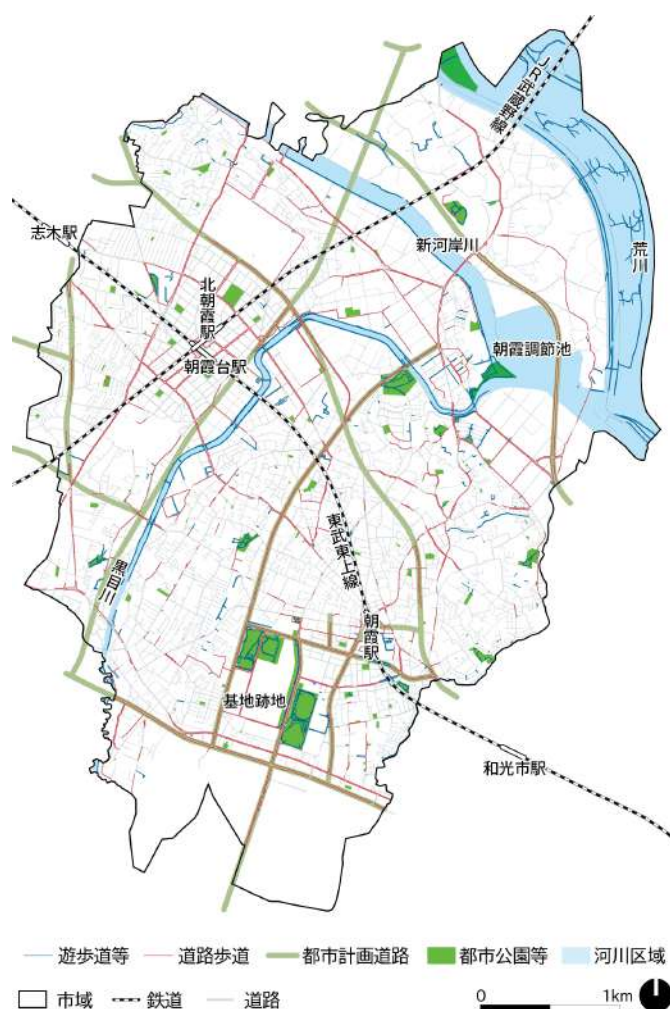 JR武蔵野線
志木駅
新河岸川
荒川
北朝霞駅
朝霞調節池
朝霞台駅
東武東上線
黒目川
朝霞駅
基地跡地
和光市駅
遊歩道等 道路歩道 都市計画道路 都市公園等 河川区域
市域 鉄道 道路 0 1km